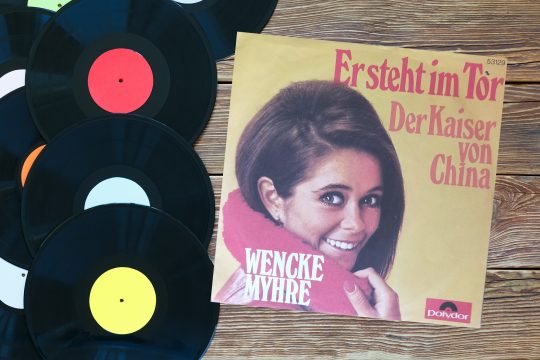 53129
Er steht im Tor
Der Kaiser
von
China
WENCKE
MYHRE
Polydor